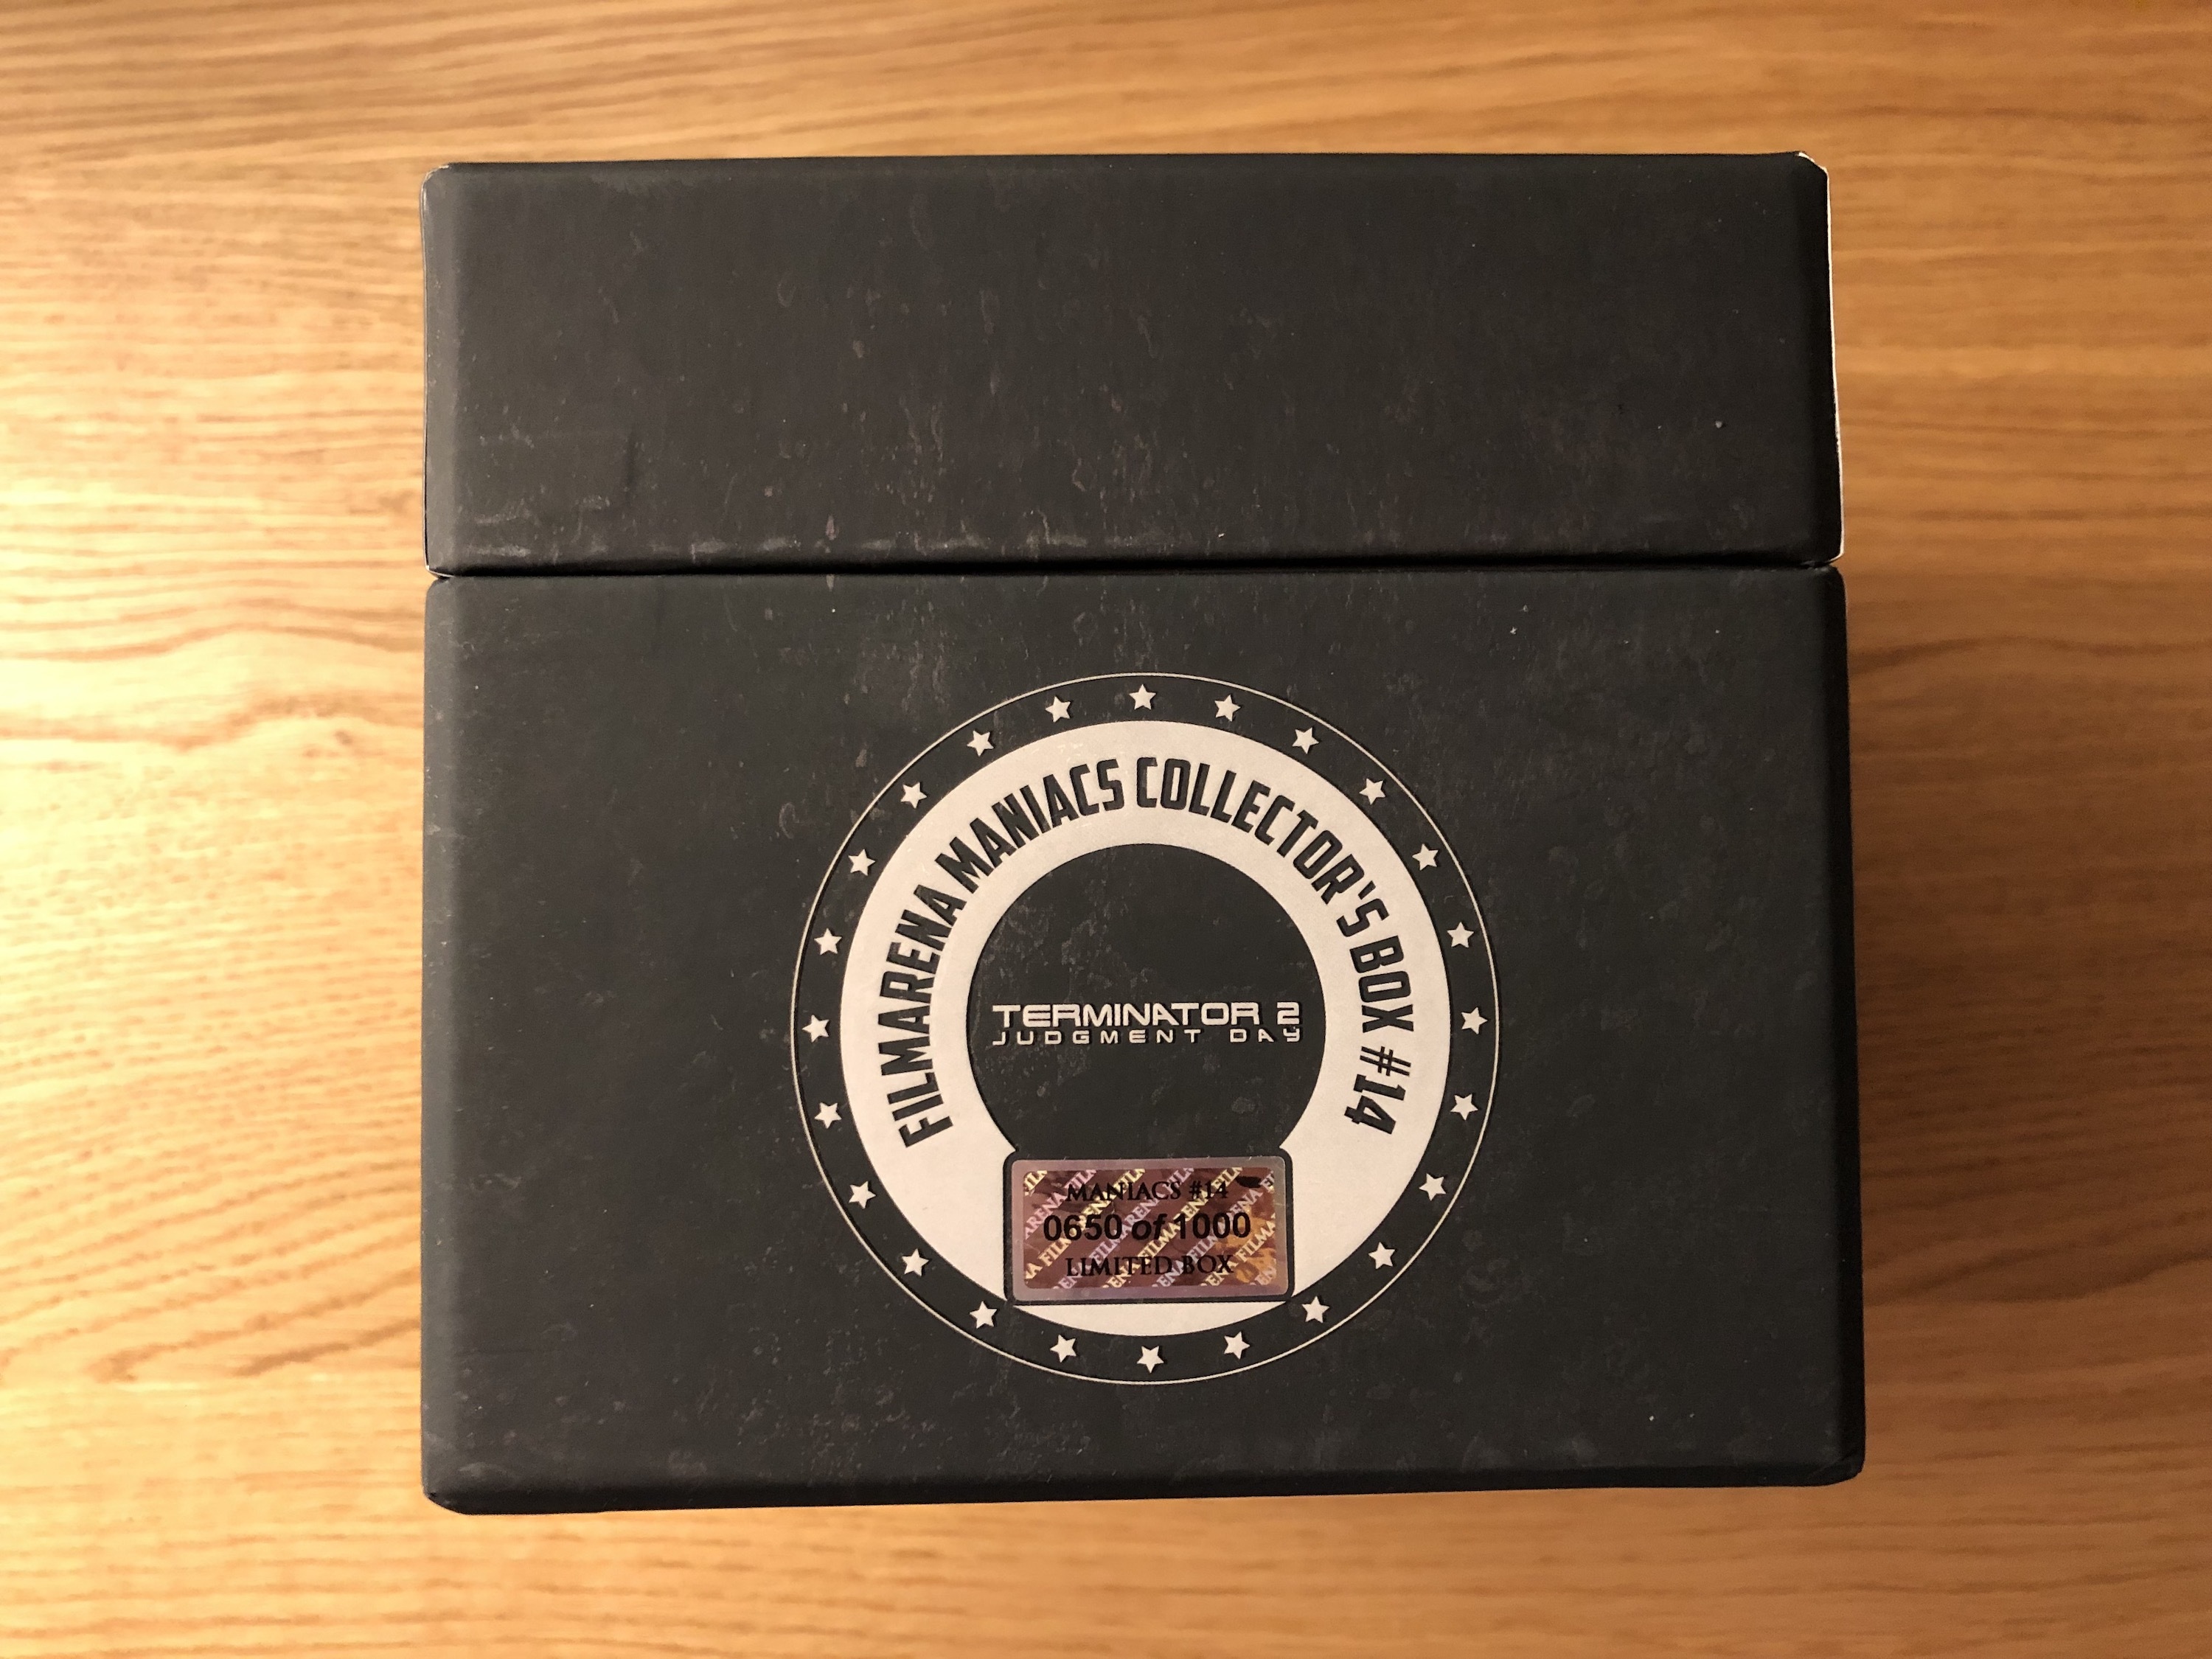 FILMARENA MANIACS COLLECTOR'S BOX #14
TERMINATOR 2
JUDGMENT DAY
MANIACS #14
0650 of 1000
LIMITED BOX